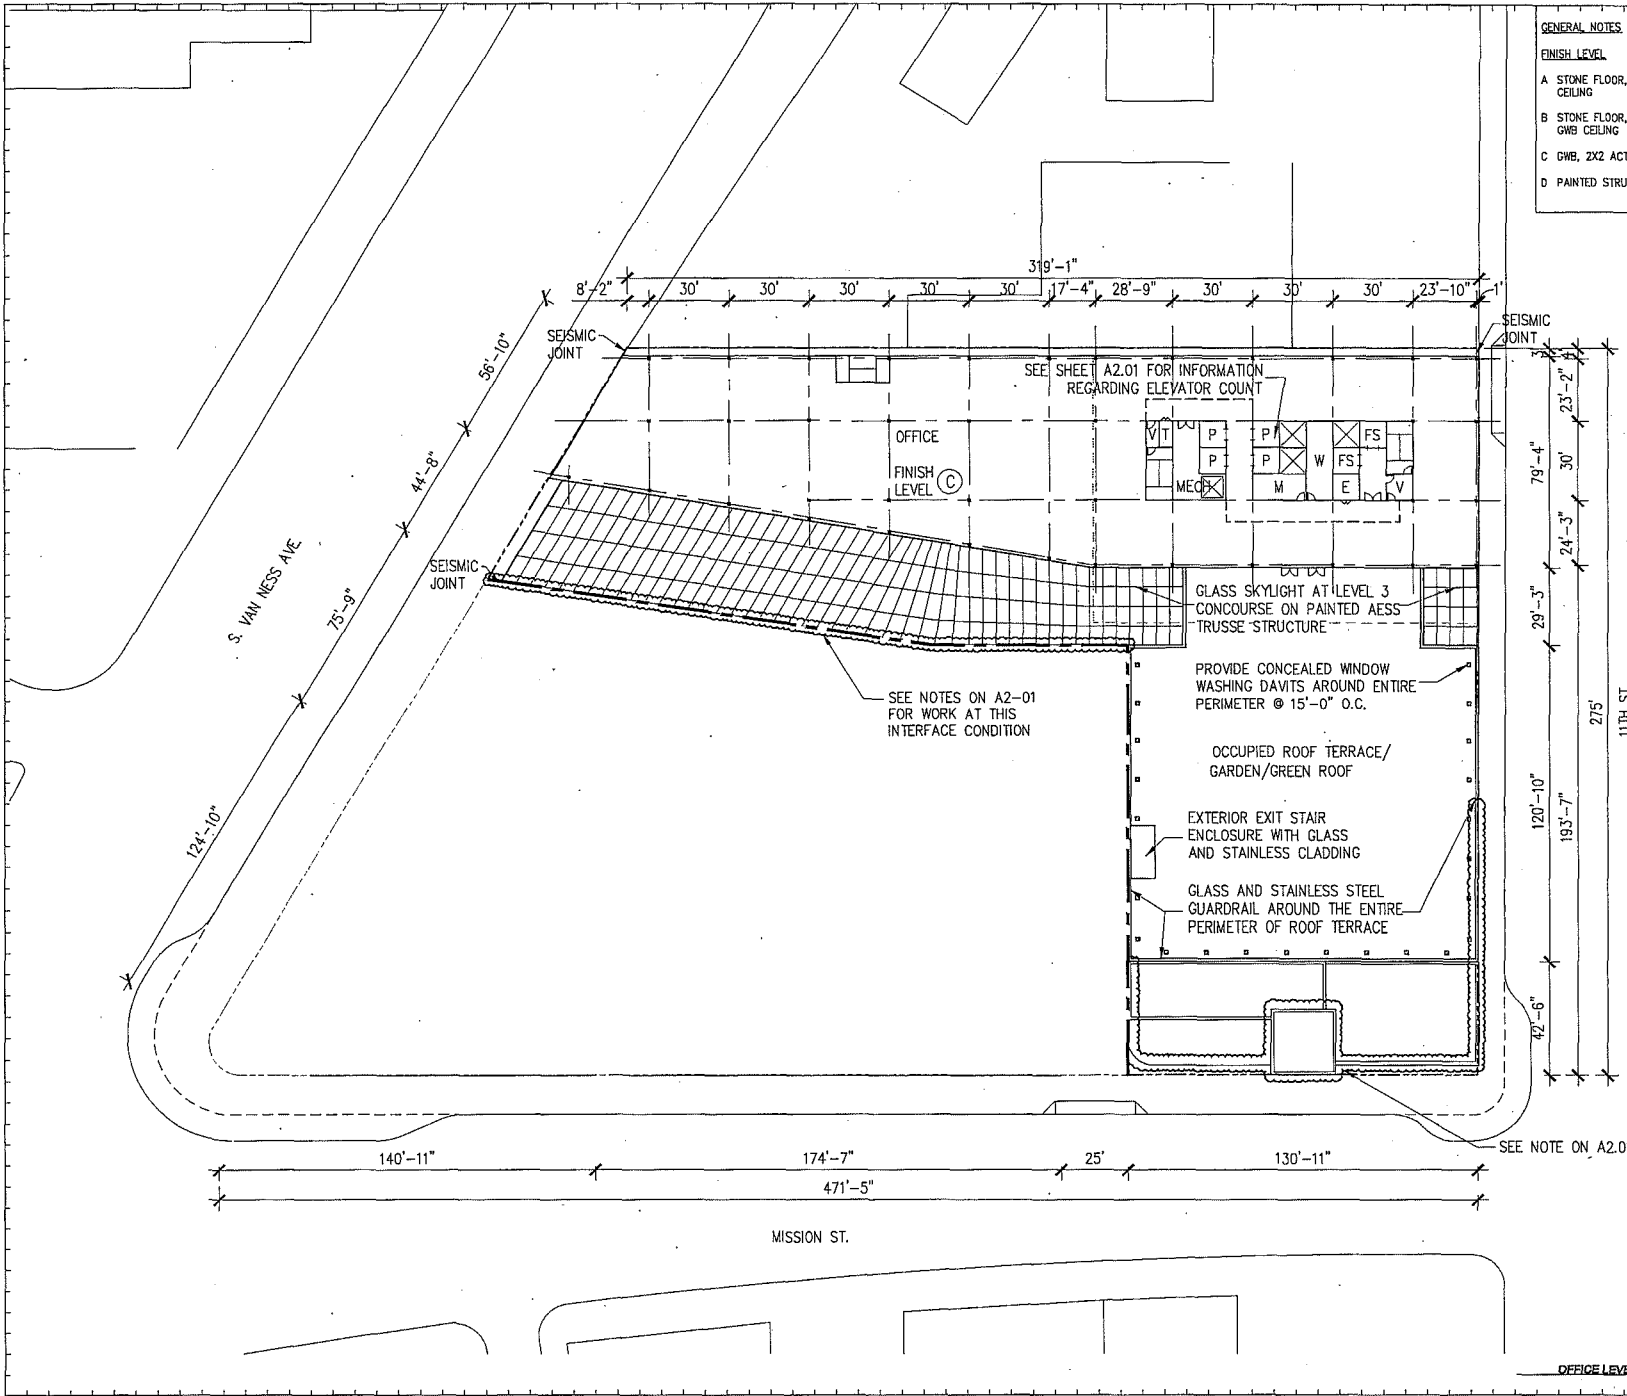 GENERAL NOTES
FINISH LEVEL
A STONE FLOOR,
CEILING
B STONE FLOOR,
GWB CEILING
C GWB, 2X2 ACT
D PAINTED STRU
319'-1"
8'-2" 30' 30' 30' 30' 30' 17'-4" 28'-9" 30' 30' 30' 23'-10" 1'
SEISMIC
JOINT
SEISMIC
JOINT
56'-10"
SEE SHEET A2.01 FOR INFORMATION
REGARDING ELEVATOR COUNT
23'-2"
OFFICE
V T P P FS
P P W FS
MECH M E V
FINISH
LEVEL C
44'-8"
79'-4"
30'
24'-3"
SEISMIC
JOINT
S. VAN NESS AVE.
75'-9"
GLASS SKYLIGHT AT LEVEL 3
CONCOURSE ON PAINTED AESS
TRUSSE STRUCTURE
29'-3"
PROVIDE CONCEALED WINDOW
WASHING DAVITS AROUND ENTIRE
PERIMETER @ 15'-0" O.C.
SEE NOTES ON A2-01
FOR WORK AT THIS
INTERFACE CONDITION
275'
11TH ST.
OCCUPIED ROOF TERRACE/
GARDEN/GREEN ROOF
124'-10"
120'-10"
193'-7"
EXTERIOR EXIT STAIR
ENCLOSURE WITH GLASS
AND STAINLESS CLADDING
GLASS AND STAINLESS STEEL
GUARDRAIL AROUND THE ENTIRE
PERIMETER OF ROOF TERRACE
42'-6"
SEE NOTE ON A2.0
140'-11" 174'-7" 25' 130'-11"
471'-5"
MISSION ST.
OFFICE LEVE